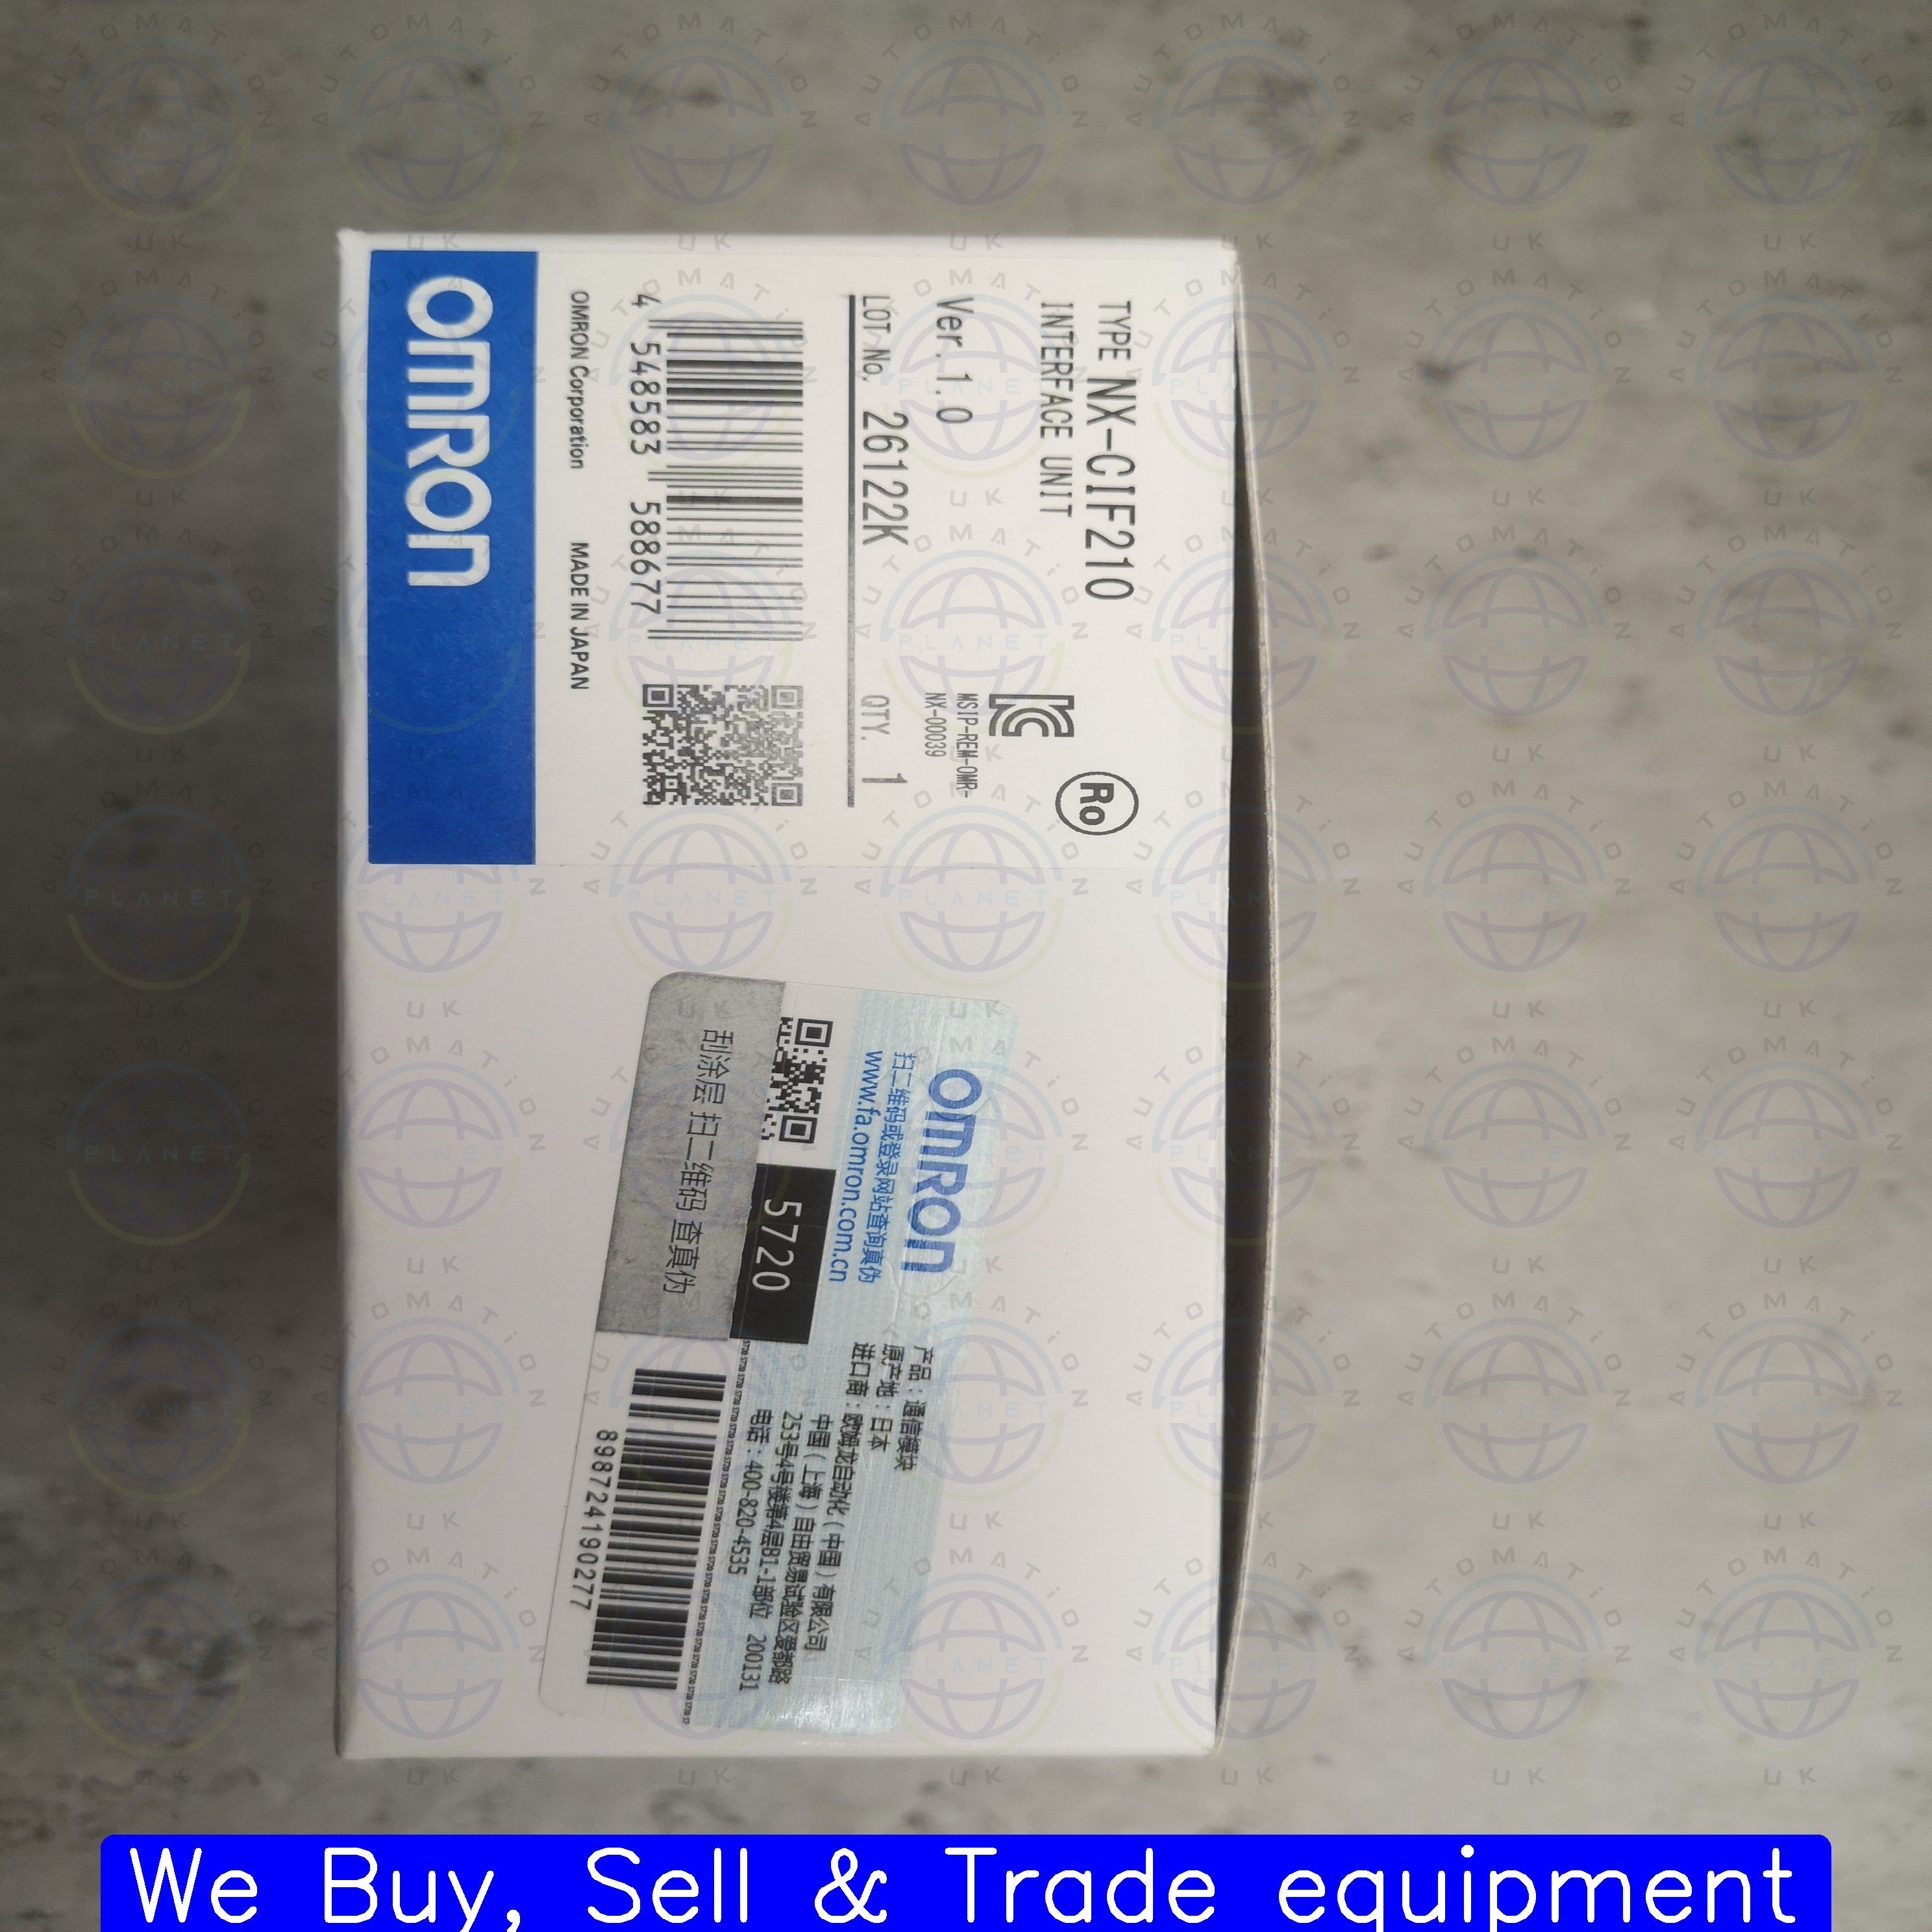 TYPE NX-CIF210
INTERFACE UNIT
Ro
Ver.1.0
MSIP-REM-OMR-
NX-00039
LOT No. 26122K QTY. 1
4 548583 588677
OMRON Corporation MADE IN JAPAN
OMRON
OMRON
扫二维码或登录网站查询真伪
www.fa.omron.com.cn
5720
刮涂层 扫二维码 查真伪
产品：通信模块
原产地：日本
进口商：欧姆龙自动化（中国）有限公司
中国（上海）自由贸易试验区爱都路
253号4号楼第4层B1-1部位 200131
电话：400-820-4535
898724190277
AUTOMATiON
PLANET
UK
We Buy, Sell & Trade equipment